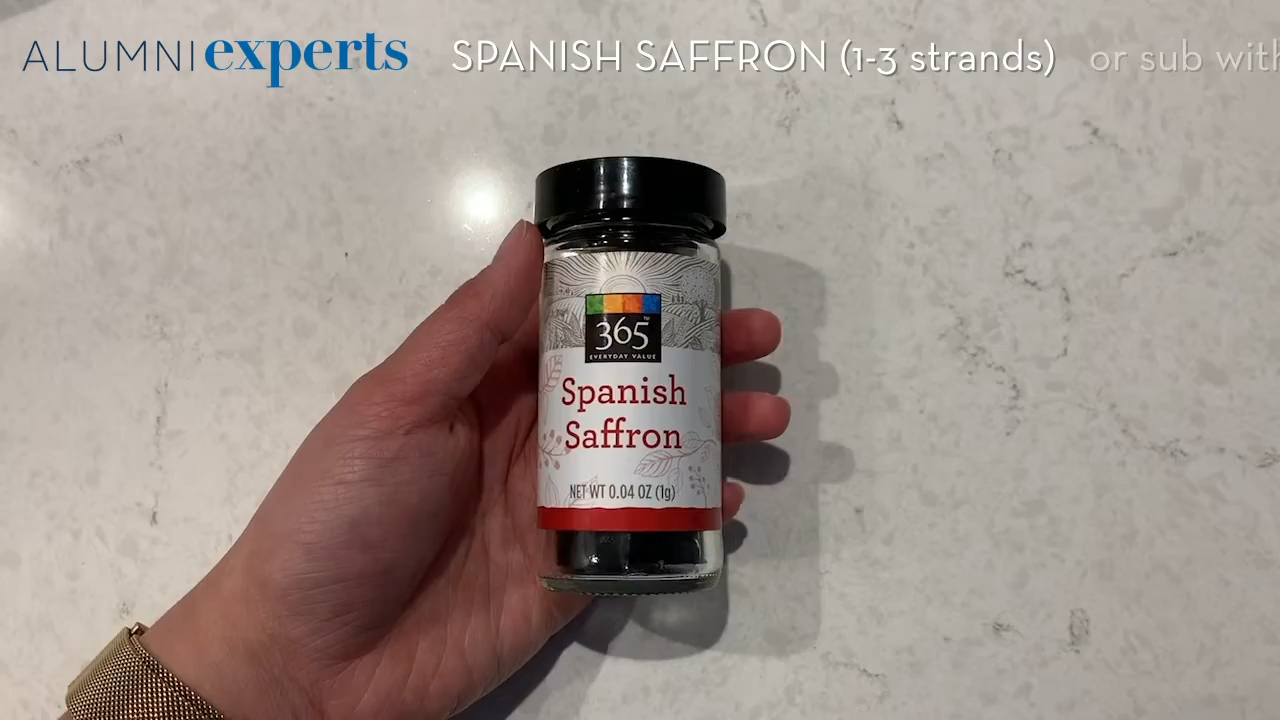 ALUMNI experts SPANISH SAFFRON (1-3 strands) or sub with
365
EVERYDAY VALUE
Spanish
Saffron
NET WT 0.04 OZ (1g)